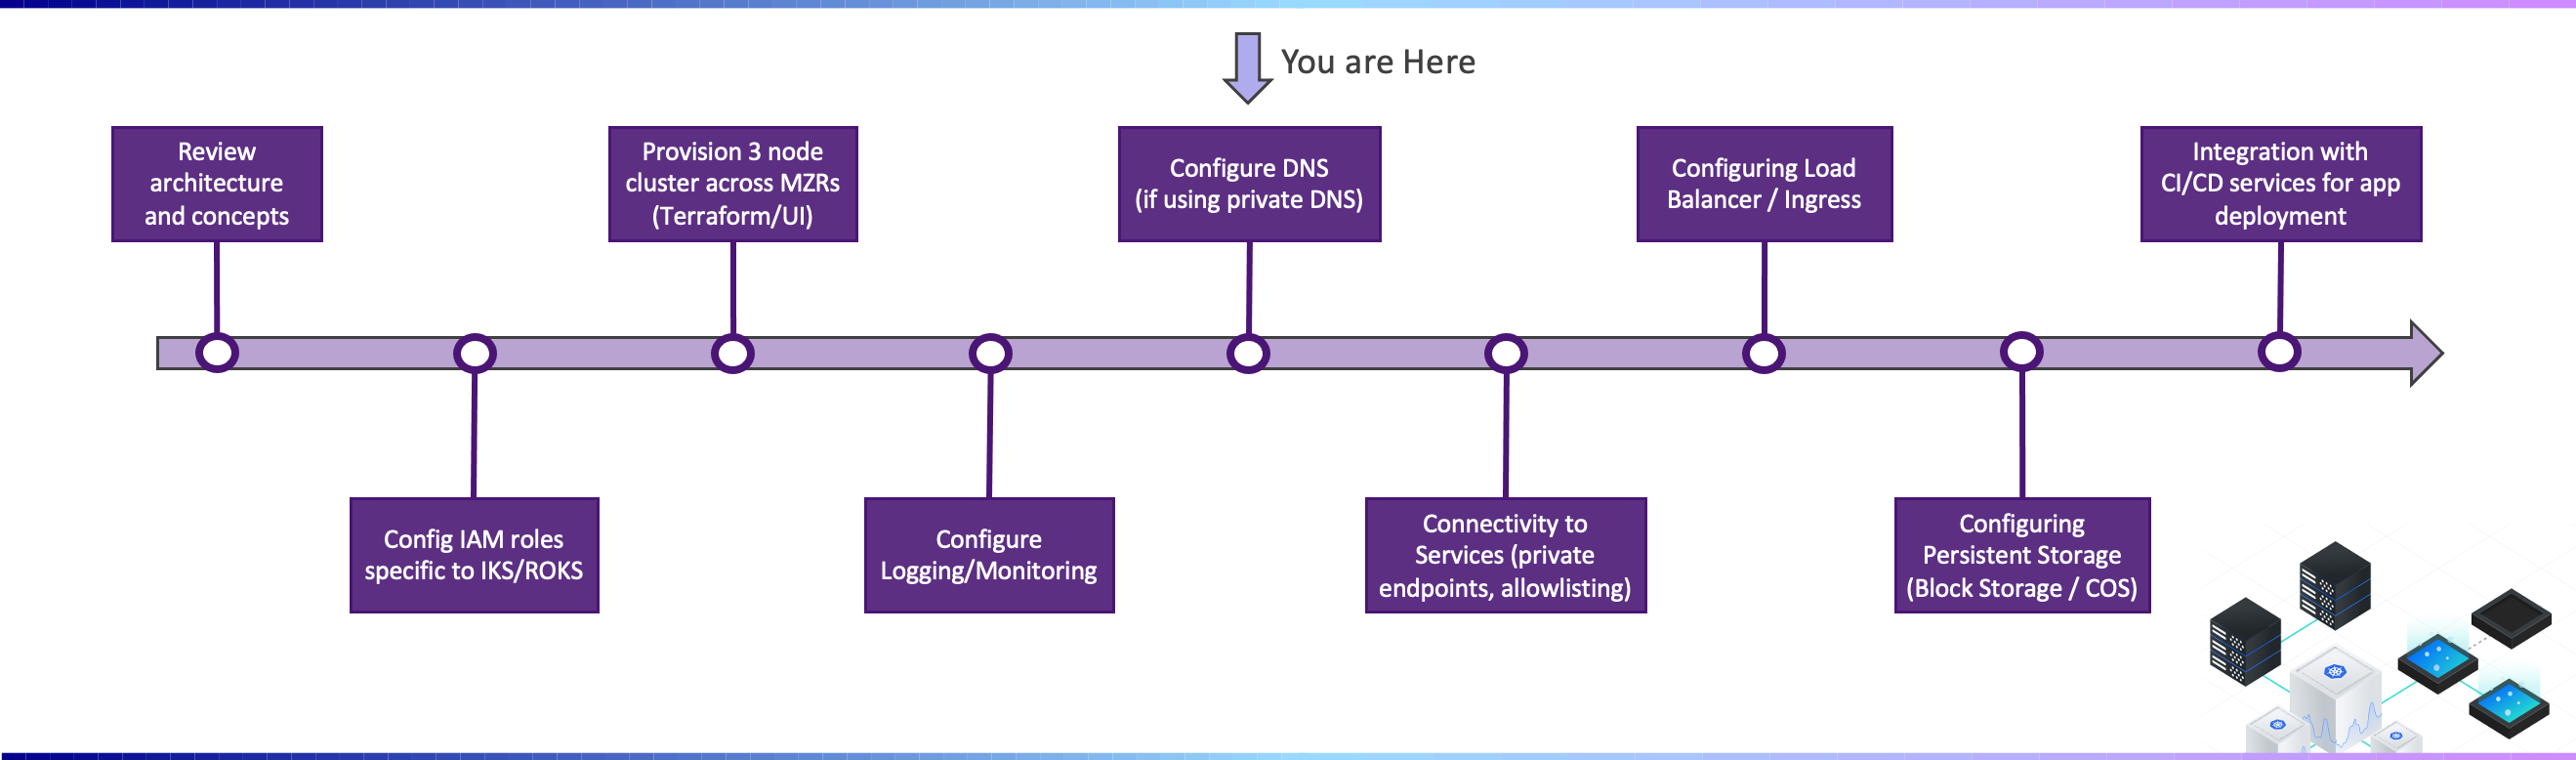 You are Here
Review
architecture
and concepts
Config IAM roles
specific to IKS/ROKS
Provision 3 node
cluster across MZRs
(Terraform/UI)
Configure
Logging/Monitoring
Configure DNS
(if using private DNS)
Connectivity to
Services (private
endpoints, allowlisting)
Configuring Load
Balancer / Ingress
Configuring
Persistent Storage
(Block Storage / COS)
Integration with
CI/CD services for app
deployment